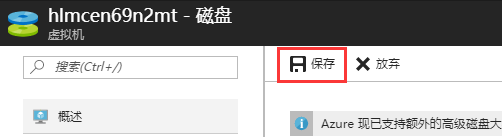 hlmcen69n2mt - 磁盘
虚拟机
搜索(Ctrl+/)
保存
放弃
概述
Azure 现已支持额外的高级磁盘大